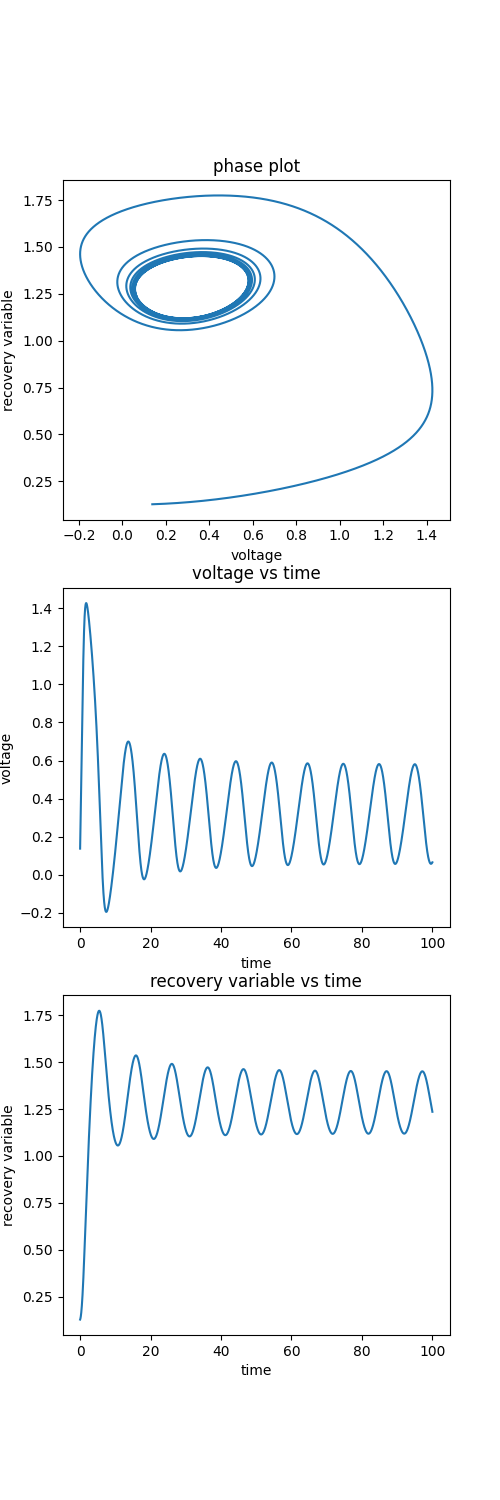 phase plot
1.75
1.50
1.25
1.00
0.75
0.50
0.25
recovery variable
−0.2 0.0 0.2 0.4 0.6 0.8 1.0 1.2 1.4
voltage
voltage vs time
1.4
1.2
1.0
0.8
0.6
0.4
0.2
0.0
−0.2
voltage
0 20 40 60 80 100
time
recovery variable vs time
1.75
1.50
1.25
1.00
0.75
0.50
0.25
recovery variable
0 20 40 60 80 100
time